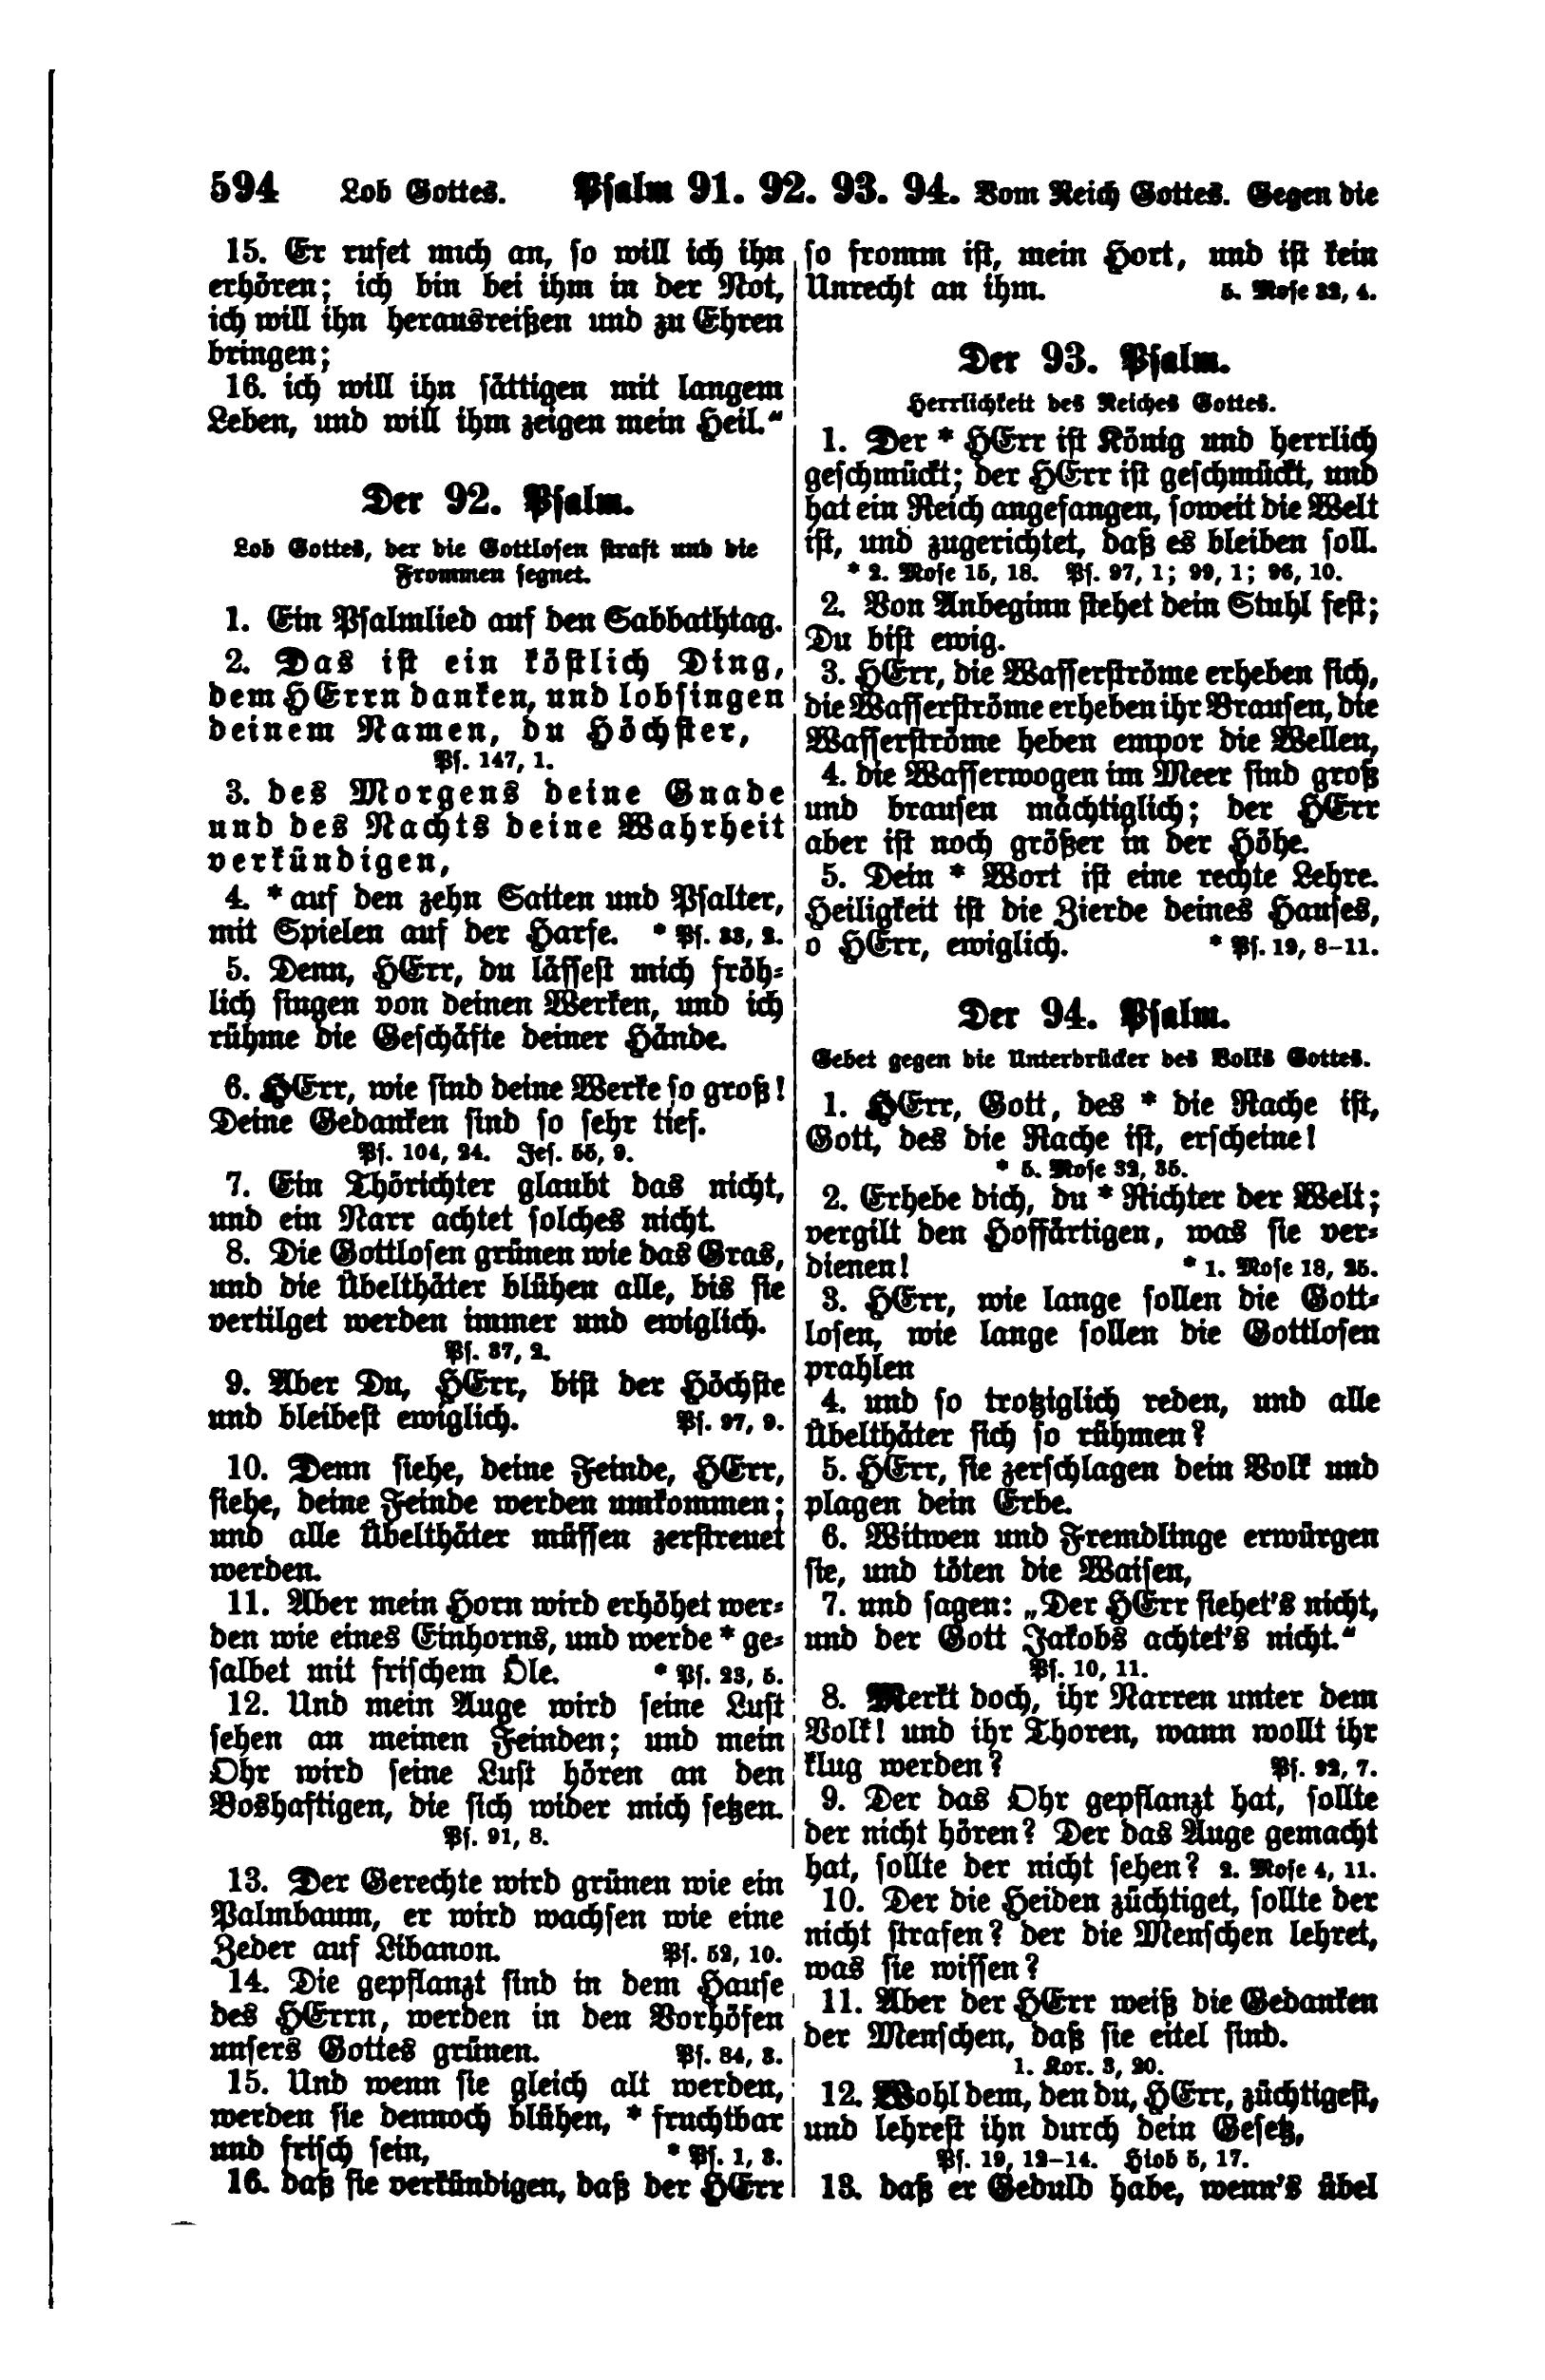 594 Lob Gottes. Psalm 91. 92. 93. 94. Vom Reich Gottes. Gegen die
15. Er rufet mich an, so will ich ihn
erhören; ich bin bei ihm in der Not,
ich will ihn herausreißen und zu Ehren
bringen;
16. ich will ihn sättigen mit langem
Leben, und will ihm zeigen mein Heil.“
Der 92. Psalm.
Lob Gottes, der die Gottlosen straft und die
Frommen segnet.
1. Ein Psalmlied auf den Sabbathtag.
2. Das ist ein köstlich Ding,
dem HErrn danken, und lobsingen
deinem Namen, du Höchster,
Ps. 147, 1.
3. des Morgens deine Gnade
und des Nachts deine Wahrheit
verkündigen,
4. * auf den zehn Saiten und Psalter,
mit Spielen auf der Harfe. * Ps. 33, 2.
5. Denn, HErr, du lässest mich fröh-
lich singen von deinen Werken, und ich
rühme die Geschäfte deiner Hände.
6. HErr, wie sind deine Werke so groß!
Deine Gedanken sind so sehr tief.
Ps. 104, 24. Jes. 55, 9.
7. Ein Thörichter glaubt das nicht,
und ein Narr achtet solches nicht.
8. Die Gottlosen grünen wie das Gras,
und die Übelthäter blühen alle, bis sie
vertilget werden immer und ewiglich.
Ps. 37, 2.
9. Aber Du, HErr, bist der Höchste
und bleibest ewiglich. Ps. 97, 9.
10. Denn siehe, deine Feinde, HErr,
siehe, deine Feinde werden umkommen;
und alle Übelthäter müssen zerstreuet
werden.
11. Aber mein Horn wird erhöhet wer-
den wie eines Einhorns, und werde * ge-
salbet mit frischem Öle. * Ps. 23, 5.
12. Und mein Auge wird seine Lust
sehen an meinen Feinden; und mein
Ohr wird seine Lust hören an den
Boshaftigen, die sich wider mich setzen.
Ps. 91, 8.
13. Der Gerechte wird grünen wie ein
Palmbaum, er wird wachsen wie eine
Zeder auf Libanon. Ps. 52, 10.
14. Die gepflanzt sind in dem Hause
des HErrn, werden in den Vorhöfen
unsers Gottes grünen. Ps. 84, 3.
15. Und wenn sie gleich alt werden,
werden sie dennoch blühen, * fruchtbar
und frisch sein, * Ps. 1, 3.
16. daß sie verkündigen, daß der HErr
so fromm ist, mein Hort, und ist kein
Unrecht an ihm. 5. Mose 32, 4.
Der 93. Psalm.
Herrlichkeit des Reiches Gottes.
1. Der * HErr ist König und herrlich
geschmückt; der HErr ist geschmückt, und
hat ein Reich angefangen, soweit die Welt
ist, und zugerichtet, daß es bleiben soll.
* 2. Mose 15, 18. Ps. 97, 1; 99, 1; 96, 10.
2. Von Anbeginn stehet dein Stuhl fest;
Du bist ewig.
3. HErr, die Wasserströme erheben sich,
die Wasserströme erheben ihr Brausen, die
Wasserströme heben empor die Wellen,
4. die Wasserwogen im Meer sind groß
und brausen mächtiglich; der HErr
aber ist noch größer in der Höhe.
5. Dein * Wort ist eine rechte Lehre.
Heiligkeit ist die Zierde deines Hauses,
o HErr, ewiglich. * Ps. 19, 8–11.
Der 94. Psalm.
Gebet gegen die Unterdrücker des Volks Gottes.
1. HErr, Gott, des * die Rache ist,
Gott, des die Rache ist, erscheine!
* 5. Mose 32, 35.
2. Erhebe dich, du * Richter der Welt;
vergilt den Hoffärtigen, was sie ver-
dienen! * 1. Mose 18, 25.
3. HErr, wie lange sollen die Gott-
losen, wie lange sollen die Gottlosen
prahlen
4. und so trotziglich reden, und alle
Übelthäter sich so rühmen?
5. HErr, sie zerschlagen dein Volk und
plagen dein Erbe.
6. Witwen und Fremdlinge erwürgen
sie, und töten die Waisen,
7. und sagen: „Der HErr siehet's nicht,
und der Gott Jakobs achtet's nicht.“
Ps. 10, 11.
8. Merkt doch, ihr Narren unter dem
Volk! und ihr Thoren, wann wollt ihr
klug werden? Ps. 92, 7.
9. Der das Ohr gepflanzt hat, sollte
der nicht hören? Der das Auge gemacht
hat, sollte der nicht sehen? 2. Mose 4, 11.
10. Der die Heiden züchtiget, sollte der
nicht strafen? der die Menschen lehret,
was sie wissen?
11. Aber der HErr weiß die Gedanken
der Menschen, daß sie eitel sind.
1. Kor. 3, 20.
12. Wohl dem, den du, HErr, züchtigest,
und lehrest ihn durch dein Gesetz,
Ps. 19, 12–14. Hiob 5, 17.
13. daß er Geduld habe, wenn's übel